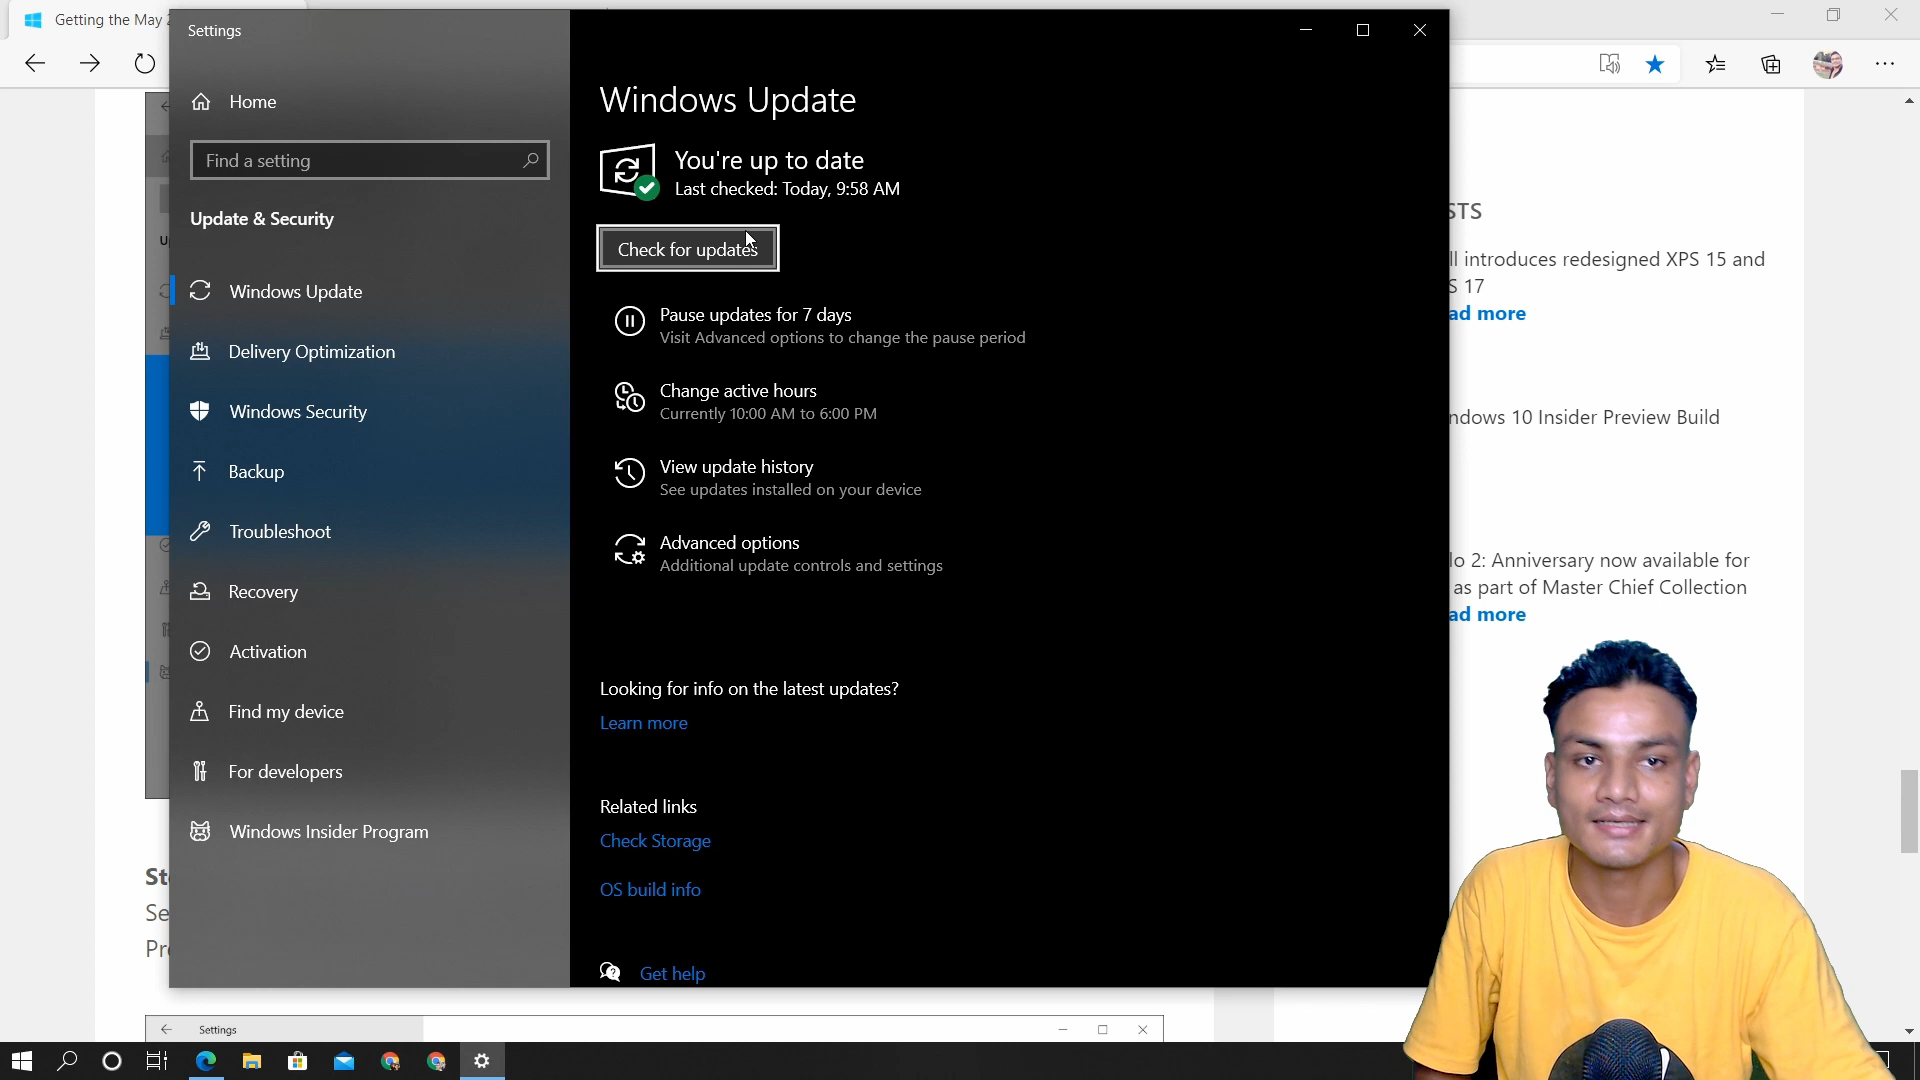 Getting the May 2
Settings
Home
Find a setting
Update & Security
Windows Update
Delivery Optimization
Windows Security
Backup
Troubleshoot
Recovery
Activation
Find my device
For developers
Windows Insider Program
Windows Update
You're up to date
Last checked: Today, 9:58 AM
Check for updates
Pause updates for 7 days
Visit Advanced options to change the pause period
Change active hours
Currently 10:00 AM to 6:00 PM
View update history
See updates installed on your device
Advanced options
Additional update controls and settings
Looking for info on the latest updates?
Learn more
Related links
Check Storage
OS build info
Get help
STS
ll introduces redesigned XPS 15 and
S 17
ad more
ndows 10 Insider Preview Build
lo 2: Anniversary now available for
as part of Master Chief Collection
ad more
St
Se
Pr
Settings